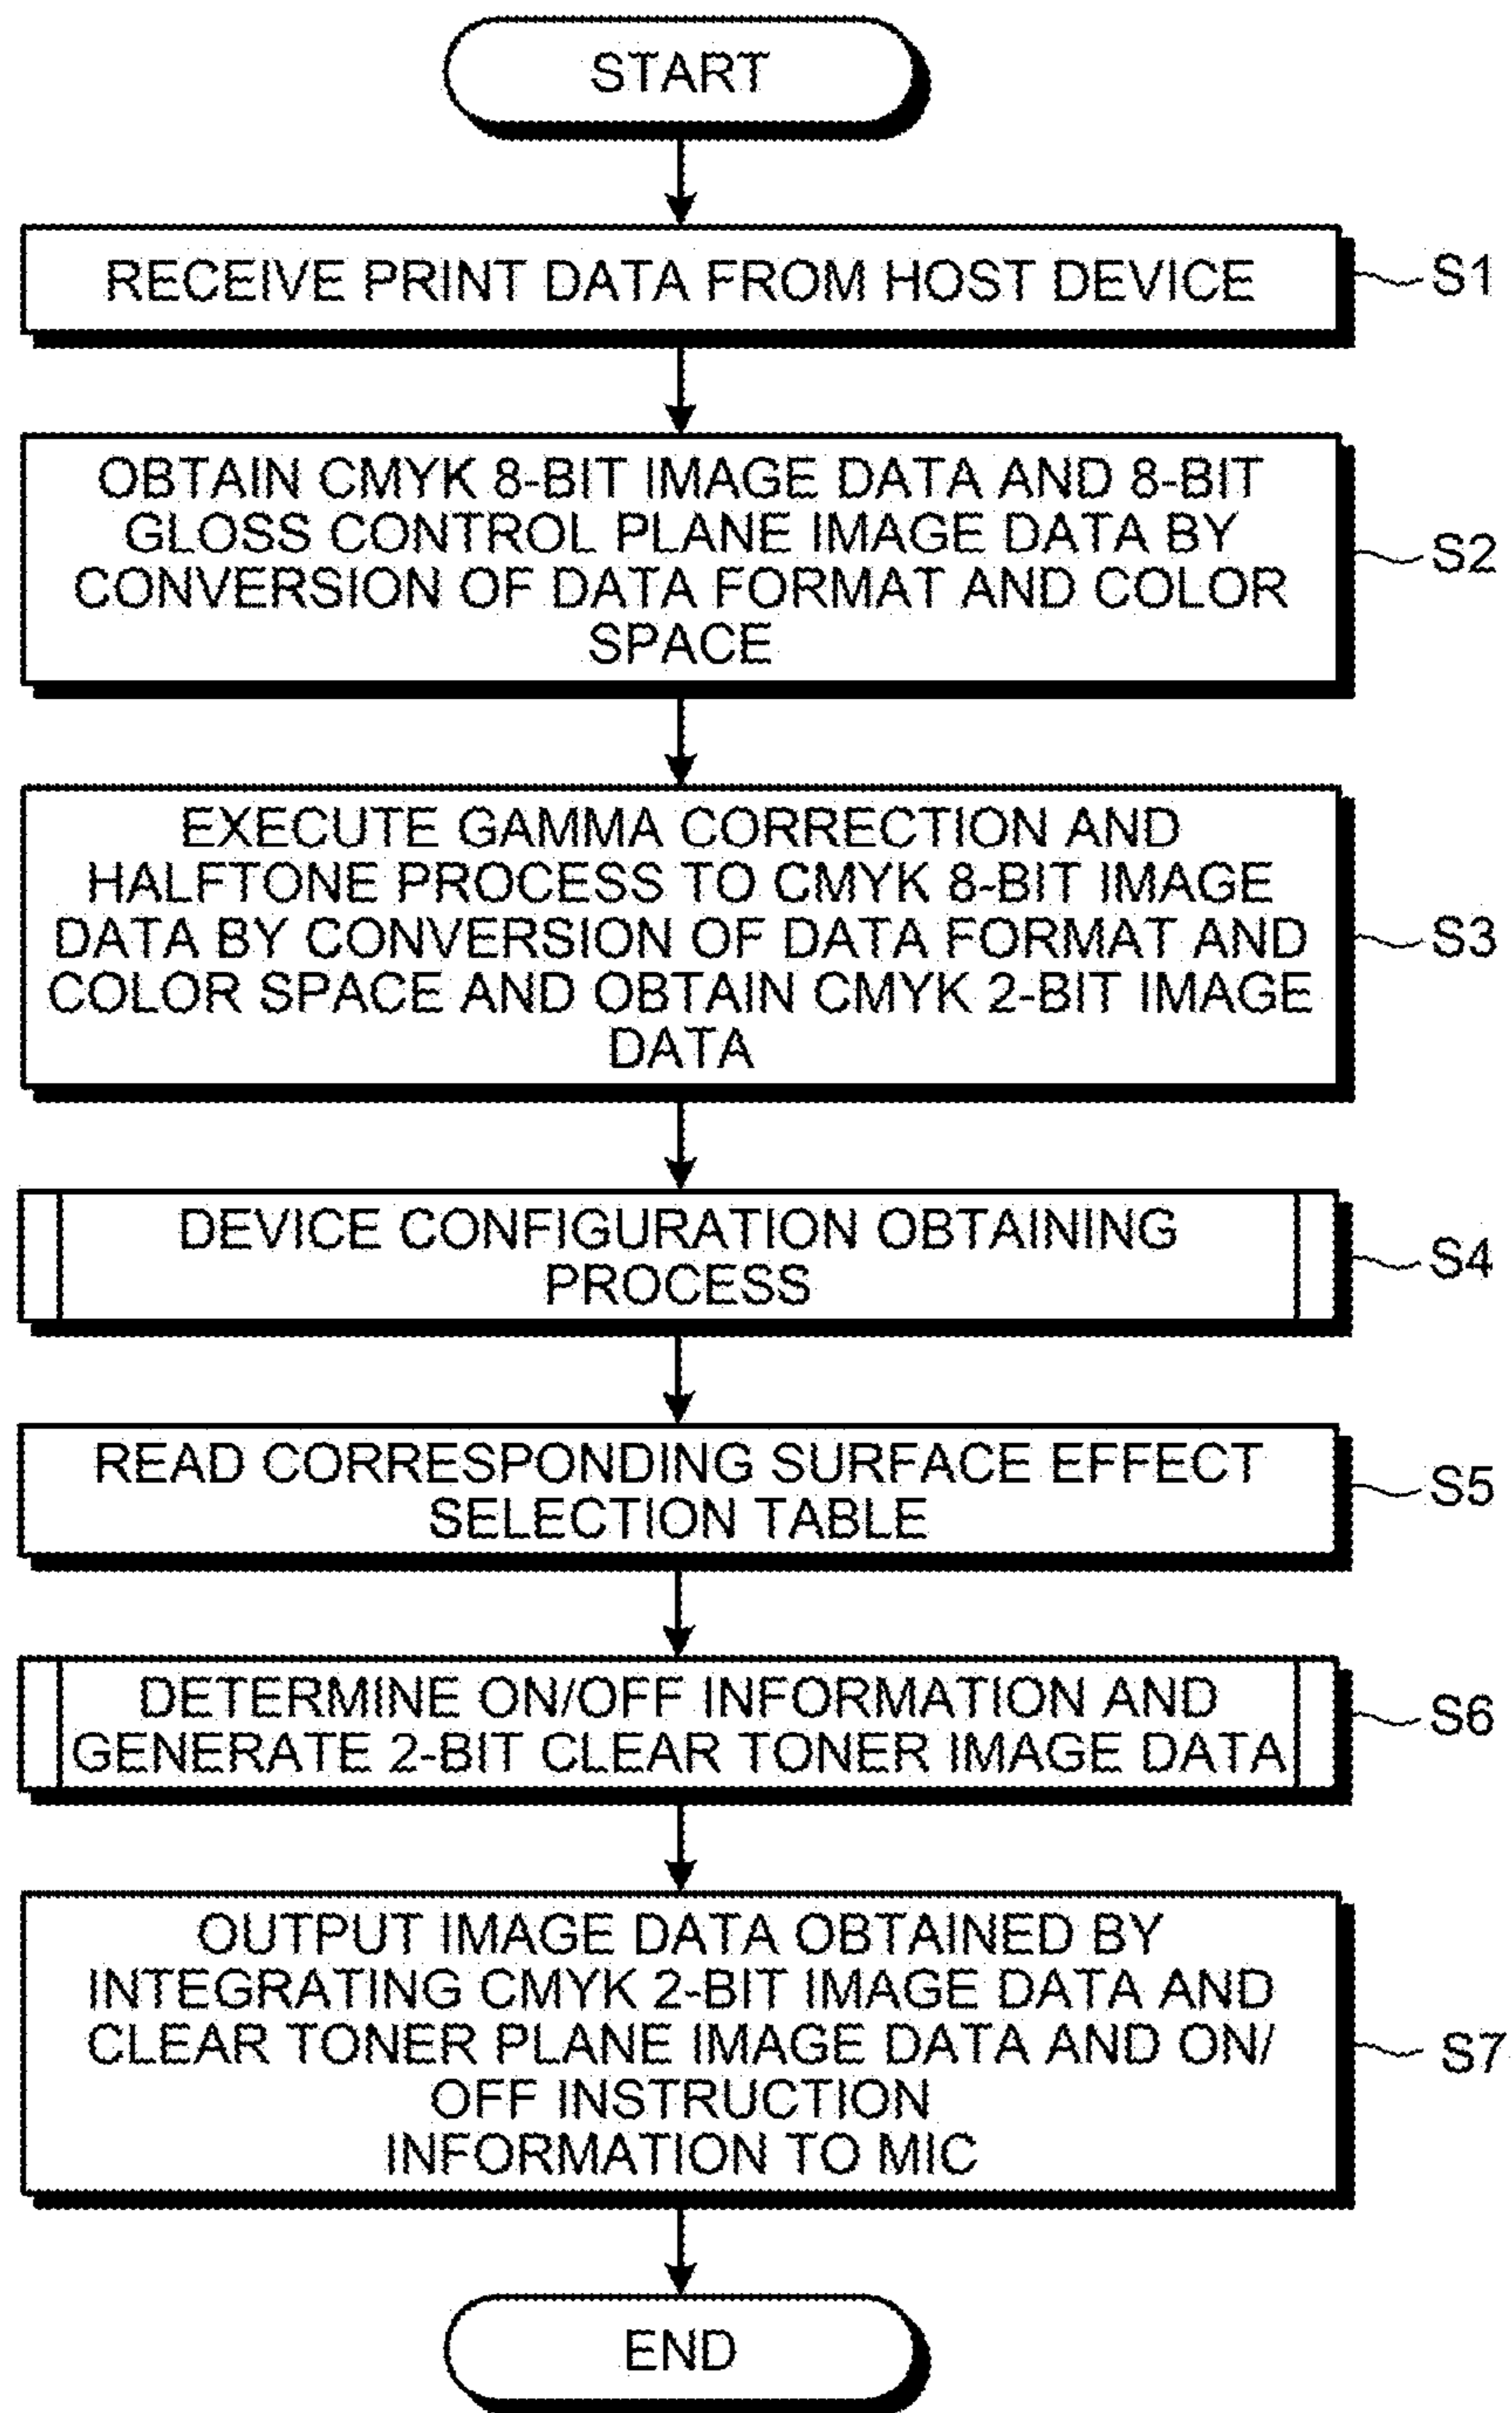 START
RECEIVE PRINT DATA FROM HOST DEVICE
S1
OBTAIN CMYK 8-BIT IMAGE DATA AND 8-BIT
GLOSS CONTROL PLANE IMAGE DATA BY
CONVERSION OF DATA FORMAT AND COLOR
SPACE
S2
EXECUTE GAMMA CORRECTION AND
HALFTONE PROCESS TO CMYK 8-BIT IMAGE
DATA BY CONVERSION OF DATA FORMAT AND
COLOR SPACE AND OBTAIN CMYK 2-BIT IMAGE
DATA
S3
DEVICE CONFIGURATION OBTAINING
PROCESS
S4
READ CORRESPONDING SURFACE EFFECT
SELECTION TABLE
S5
DETERMINE ON/OFF INFORMATION AND
GENERATE 2-BIT CLEAR TONER IMAGE DATA
S6
OUTPUT IMAGE DATA OBTAINED BY
INTEGRATING CMYK 2-BIT IMAGE DATA AND
CLEAR TONER PLANE IMAGE DATA AND ON/
OFF INSTRUCTION
INFORMATION TO MIC
S7
END